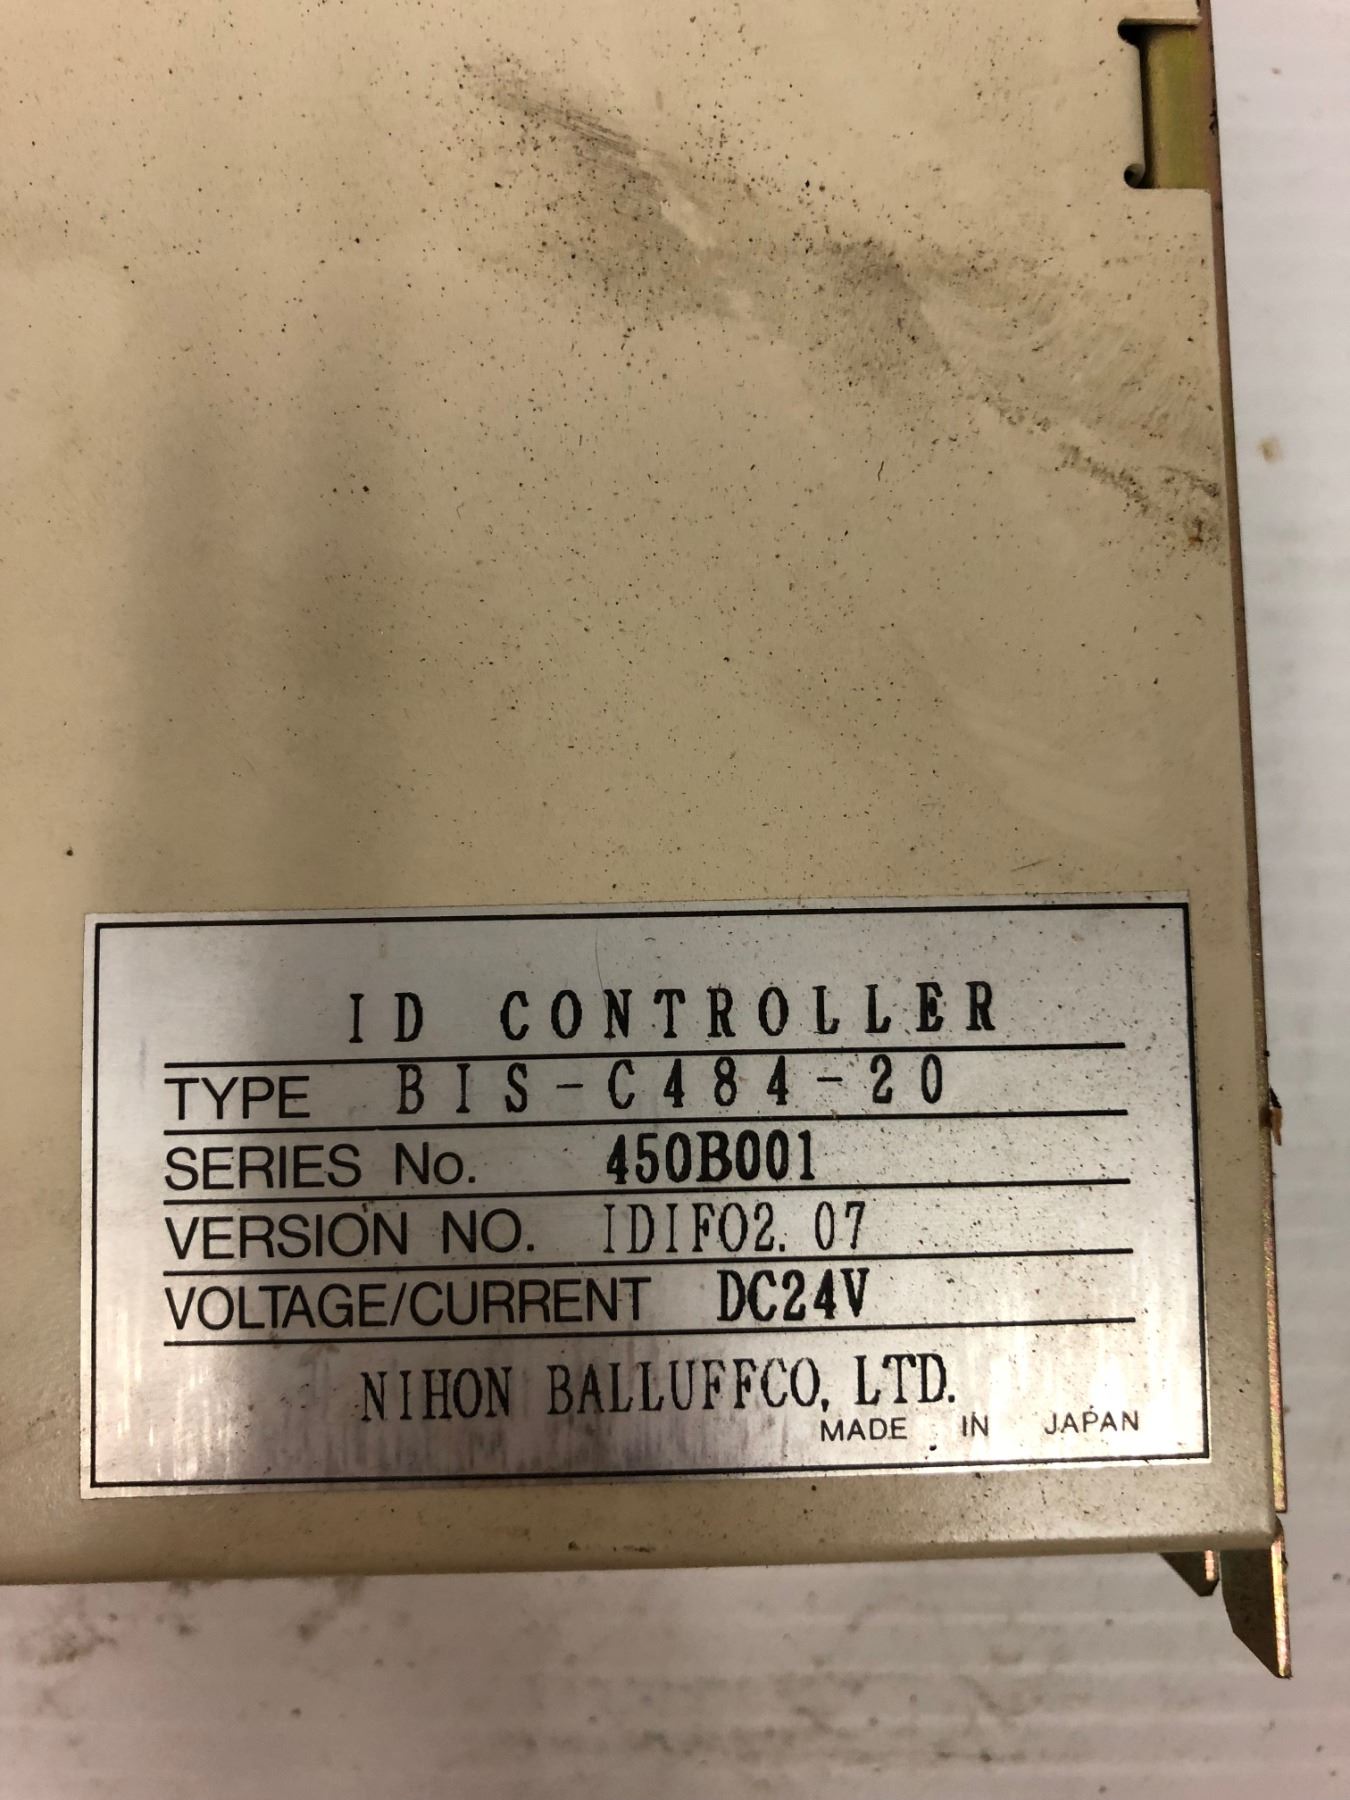 ID CONTROLLER
TYPE BIS-C484-20
SERIES No. 450B001
VERSION NO. IDIF02.07
VOLTAGE/CURRENT DC24V
NIHON BALLUFFCO, LTD.
MADE IN JAPAN